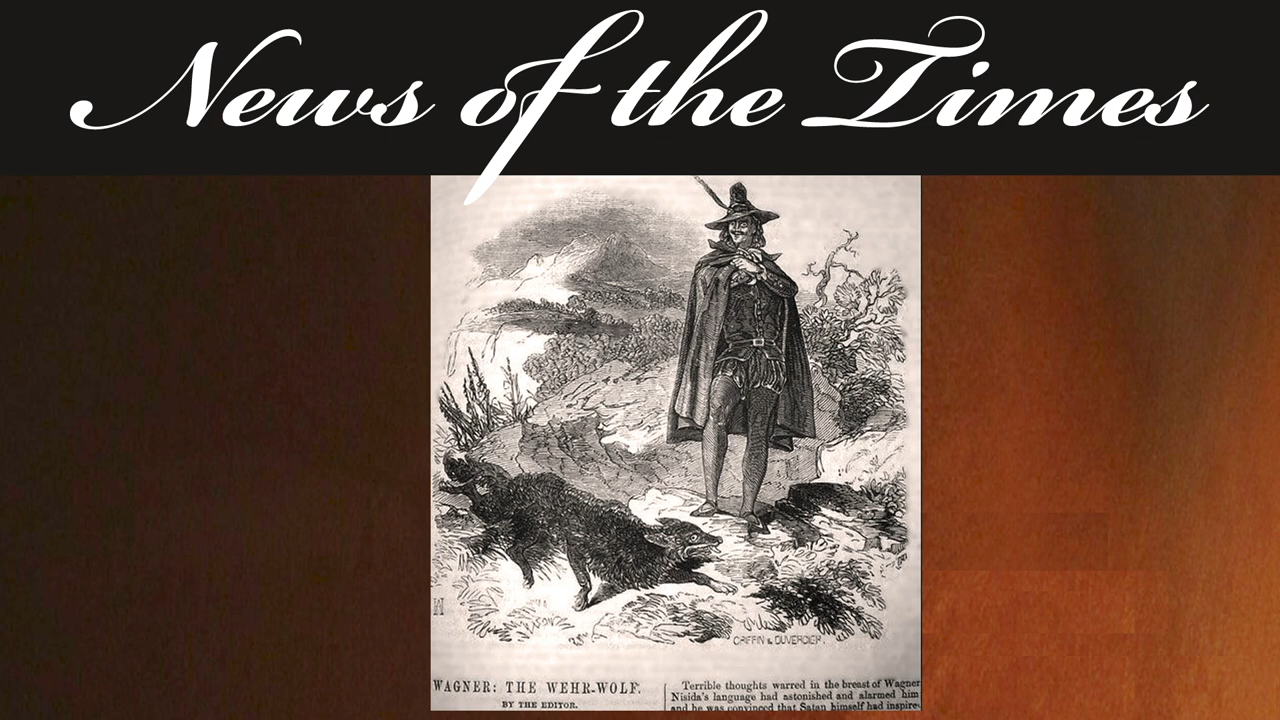 News of the Times
GRIFFIN & DUVERGIER.
WAGNER: THE WEHR-WOLF.
BY THE EDITOR.
Terrible thoughts warred in the breast of Wagner
Nisida's language had astonished and alarmed him
and he was convinced that Satan himself had inspire